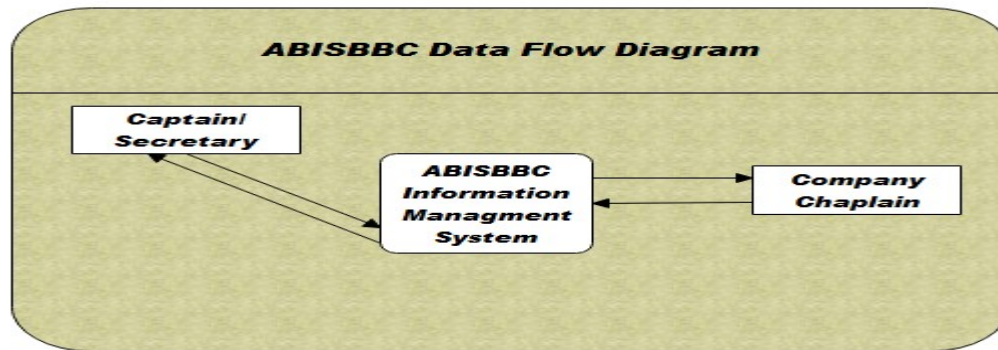 ABISBBC Data Flow Diagram
Captain/
Secretary
ABISBBC
Information
Managment
System
Company
Chaplain